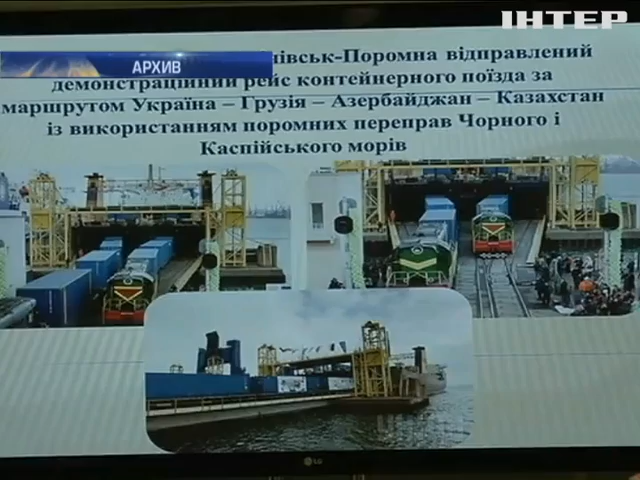 ІНТЕР
АРХИВ
-Поромна відправлений
демонстраційний рейс контейнерного поїзда за
маршрутом Україна – Грузія – Азербайджан – Казахстан
із використанням поромних переправ Чорного і
Каспійського морів
LG